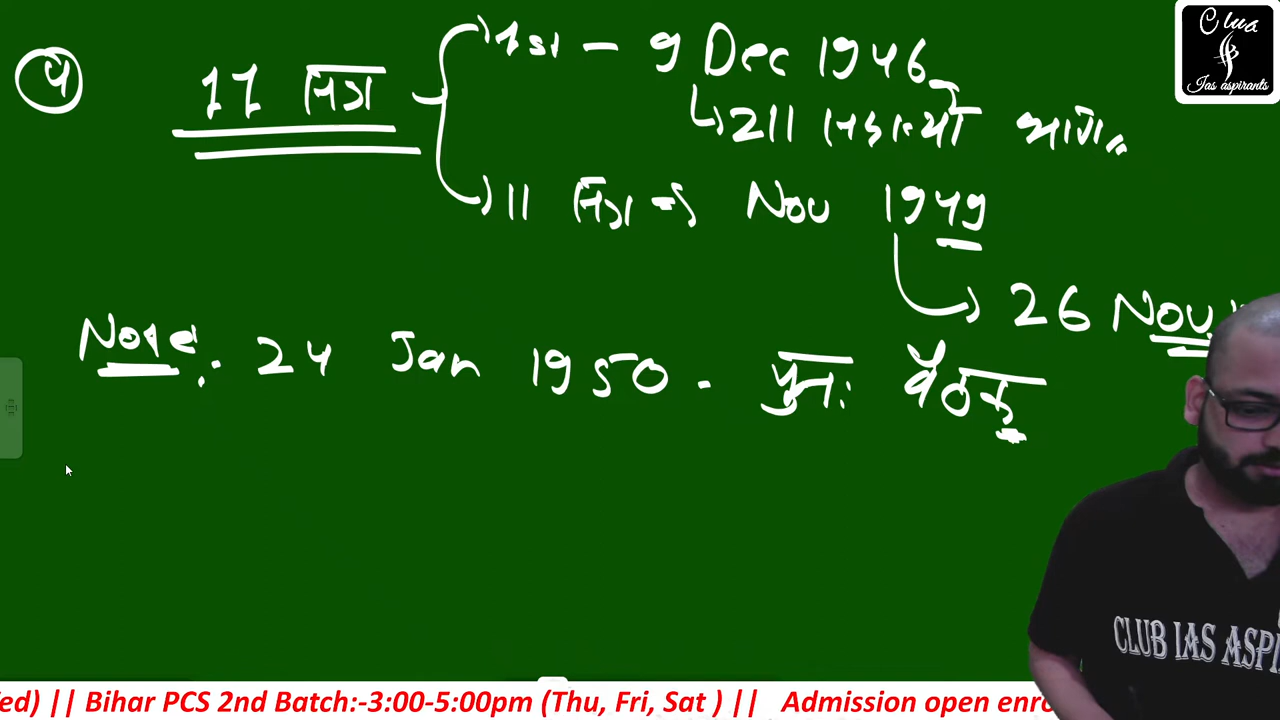 Club
Ias aspirants
④ 11 सत्र
1st - 9 Dec 1946
211 सदस्यों भाग
11 सत्र → Nov 1949
26 Nov
Note:- 24 Jan 1950 - पुनः बैठक
CLUB IAS ASPI
ed) || Bihar PCS 2nd Batch:-3:00-5:00pm (Thu, Fri, Sat ) || Admission open enro